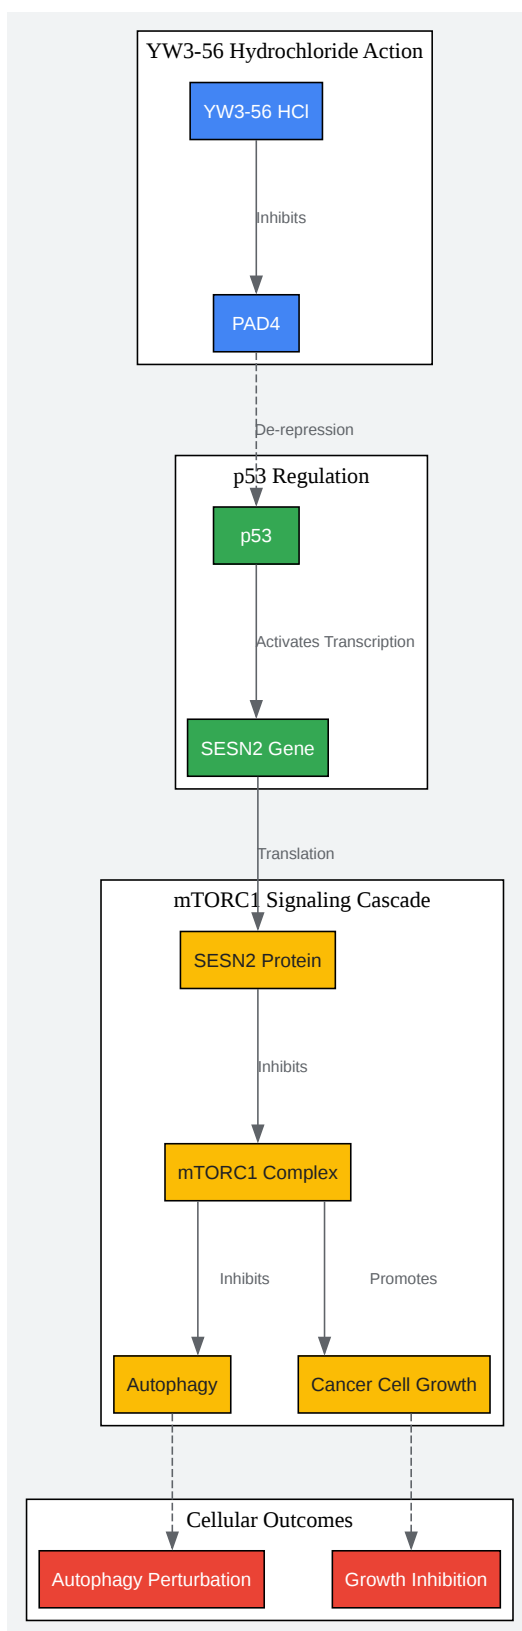 YW3-56 Hydrochloride Action
YW3-56 HCl
Inhibits
PAD4
De-repression
p53 Regulation
p53
Activates Transcription
SESN2 Gene
Translation
mTORC1 Signaling Cascade
SESN2 Protein
Inhibits
mTORC1 Complex
Inhibits
Promotes
Autophagy
Cancer Cell Growth
Cellular Outcomes
Autophagy Perturbation
Growth Inhibition